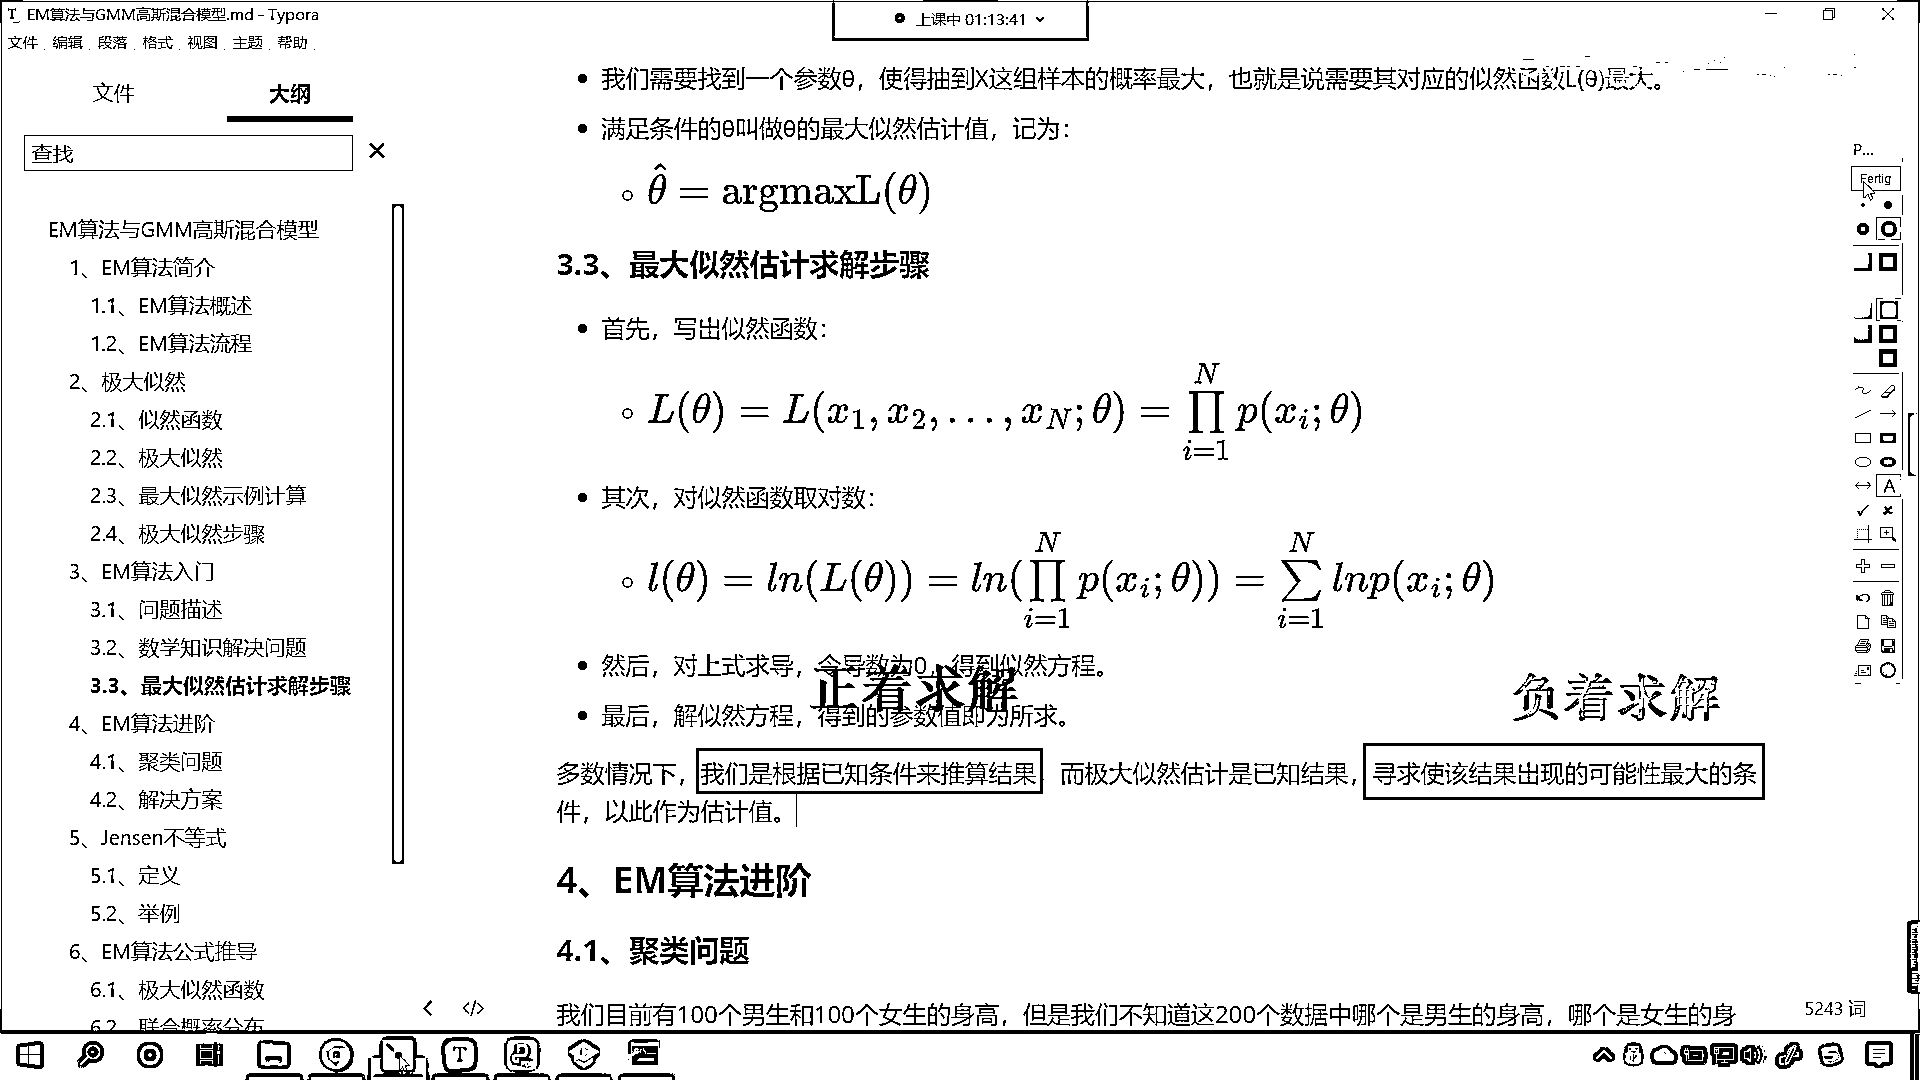 EM算法与GMM高斯混合模型.md - Typora
上课中 01:13:41
文件 编辑 段落 格式 视图 主题 帮助
文件 大纲
查找
EM算法与GMM高斯混合模型
1、EM算法简介
1.1、EM算法概述
1.2、EM算法流程
2、极大似然
2.1、似然函数
2.2、极大似然
2.3、最大似然示例计算
2.4、极大似然步骤
3、EM算法入门
3.1、问题描述
3.2、数学知识解决问题
3.3、最大似然估计求解步骤
4、EM算法进阶
4.1、聚类问题
4.2、解决方案
5、Jensen不等式
5.1、定义
5.2、举例
6、EM算法公式推导
6.1、极大似然函数
6.2、联合概率分布
我们需要找到一个参数θ，使得抽到X这组样本的概率最大，也就是说需要其对应的似然函数L(θ)最大。
满足条件的θ叫做θ的最大似然估计值，记为：
θ̂ = argmaxL(θ)
3.3、最大似然估计求解步骤
首先，写出似然函数：
L(θ) = L(x₁, x₂, . . . , x_N; θ) = ∏_{i=1}^{N} p(x_i; θ)
其次，对似然函数取对数：
l(θ) = ln(L(θ)) = ln(∏_{i=1}^{N} p(x_i; θ)) = ∑_{i=1}^{N} lnp(x_i; θ)
然后，对上式求导，令导数为0，得到似然方程。
正着求解
负着求解
最后，解似然方程，得到的参数值即为所求。
多数情况下，我们是根据已知条件来推算结果 而极大似然估计是已知结果，寻求使该结果出现的可能性最大的条
件，以此作为估计值。
4、EM算法进阶
4.1、聚类问题
我们目前有100个男生和100个女生的身高，但是我们不知道这200个数据中哪个是男生的身高，哪个是女生的身
5243 词
P...
Fertig